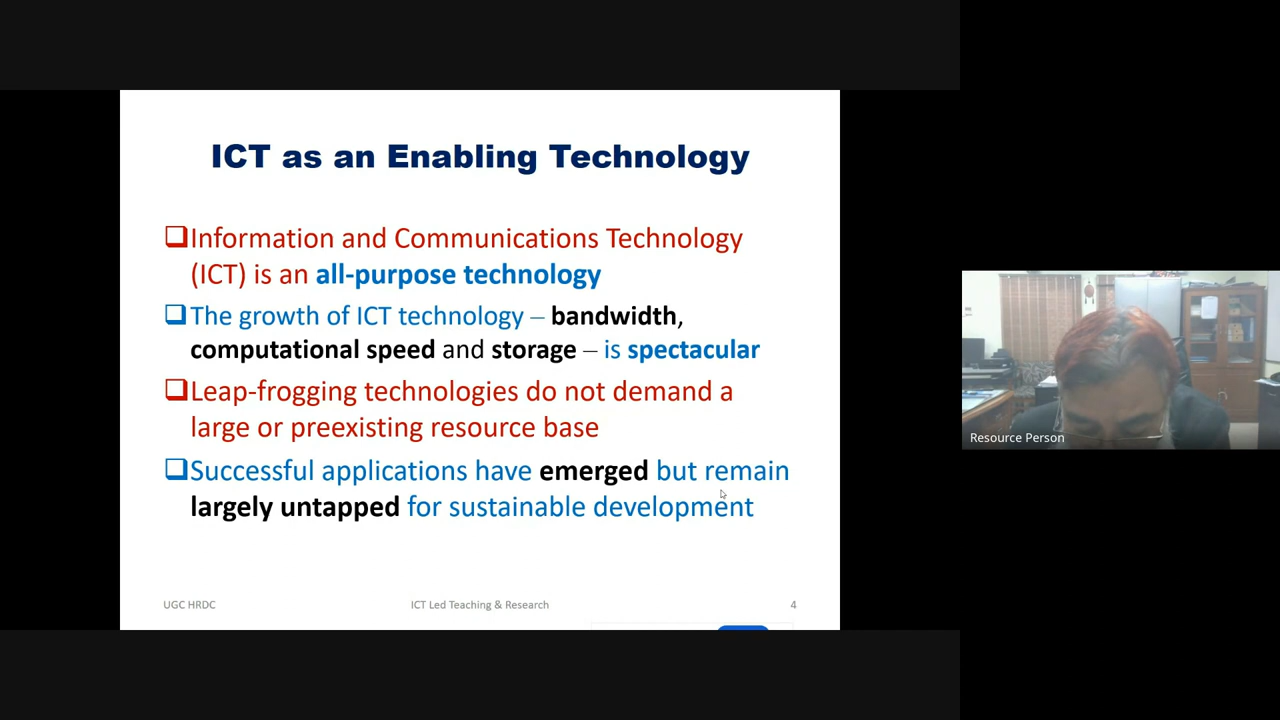 ICT as an Enabling Technology
Information and Communications Technology
(ICT) is an all-purpose technology
The growth of ICT technology – bandwidth,
computational speed and storage – is spectacular
Leap-frogging technologies do not demand a
large or preexisting resource base
Successful applications have emerged but remain
largely untapped for sustainable development
UGC HRDC
ICT Led Teaching & Research
4
Resource Person